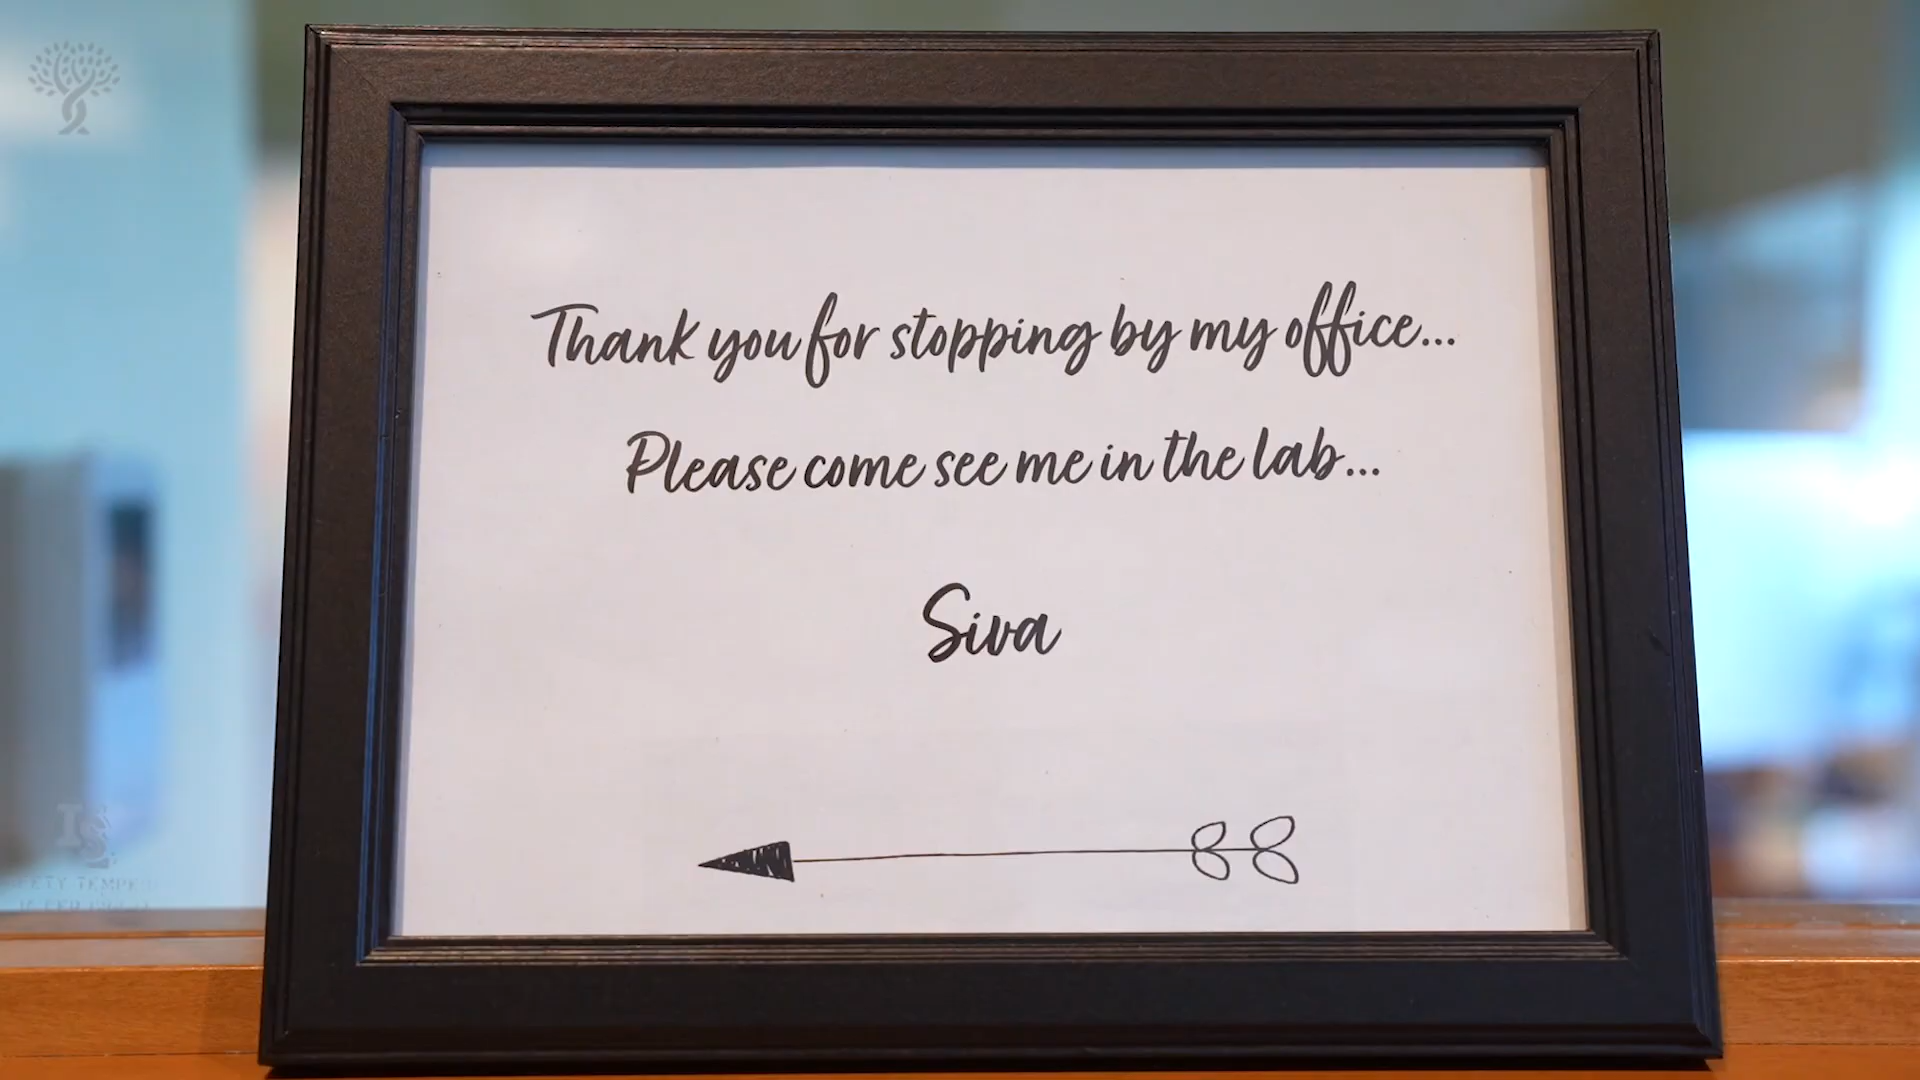 Thank you for stopping by my office...
Please come see me in the lab...
Siva